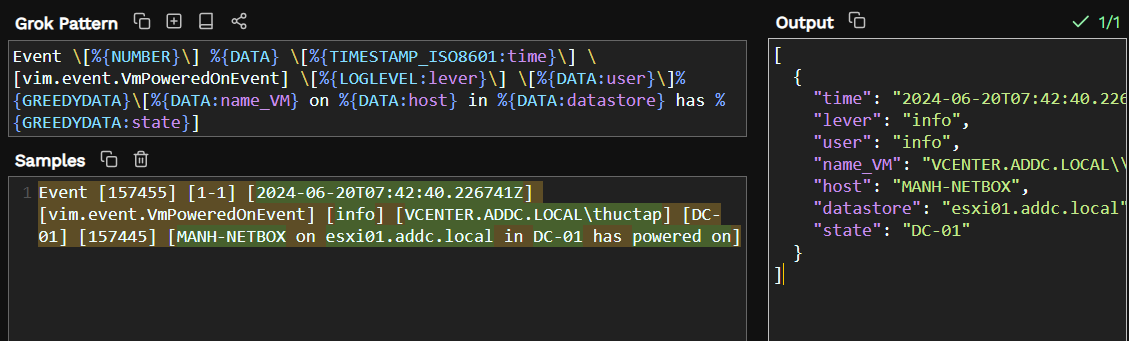 Grok Pattern
Event \[%{NUMBER}\] %{DATA} \[%{TIMESTAMP_ISO8601:time}\] \
[vim.event.VmPoweredOnEvent] \[%{LOGLEVEL:lever}\] \[%{DATA:user}\]%
{GREEDYDATA}\[%{DATA:name_VM} on %{DATA:host} in %{DATA:datastore} has %
{GREEDYDATA:state}]
Samples
1 Event [157455] [1-1] [2024-06-20T07:42:40.226741Z]
[vim.event.VmPoweredOnEvent] [info] [VCENTER.ADDC.LOCAL\thuctap] [DC-
01] [157445] [MANH-NETBOX on esxi01.addc.local in DC-01 has powered on]
Output
1/1
[
{
"time": "2024-06-20T07:42:40.226
"lever": "info",
"user": "info",
"name_VM": "VCENTER.ADDC.LOCAL\\
"host": "MANH-NETBOX",
"datastore": "esxi01.addc.local"
"state": "DC-01"
}
]